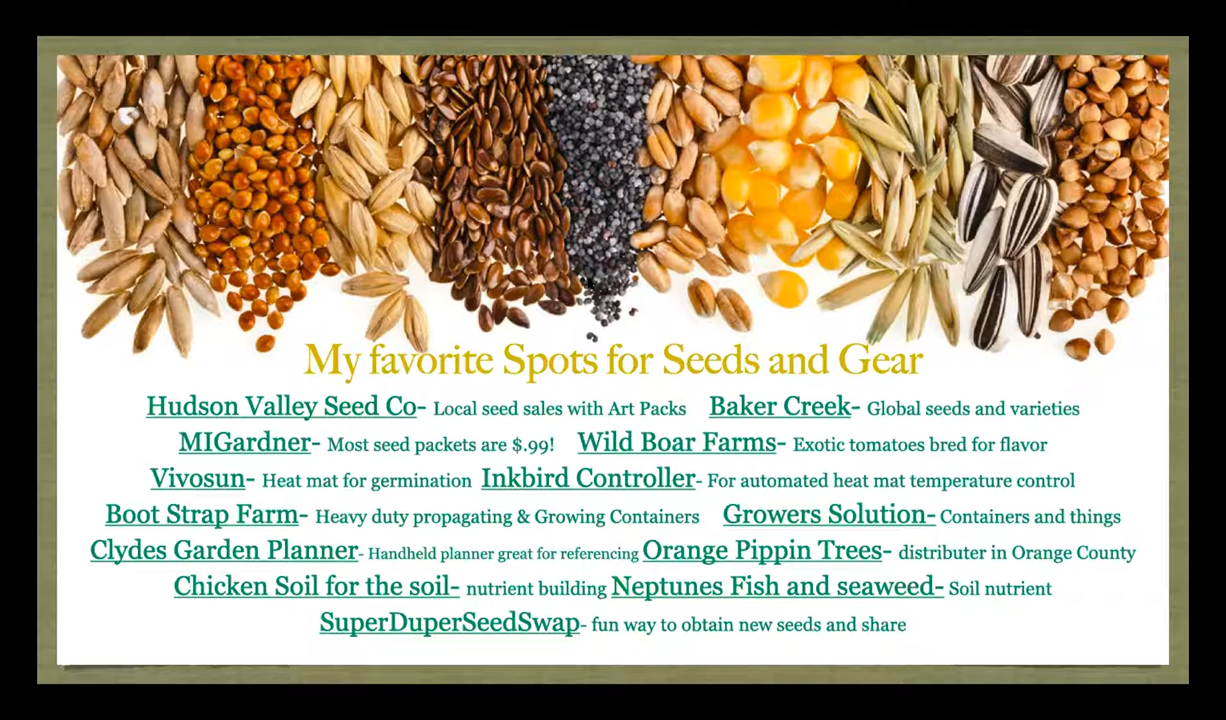 My favorite Spots for Seeds and Gear
Hudson Valley Seed Co- Local seed sales with Art Packs Baker Creek- Global seeds and varieties
MIGardner- Most seed packets are $.99! Wild Boar Farms- Exotic tomatoes bred for flavor
Vivosun- Heat mat for germination Inkbird Controller- For automated heat mat temperature control
Boot Strap Farm- Heavy duty propagating & Growing Containers Growers Solution- Containers and things
Clydes Garden Planner- Handheld planner great for referencing Orange Pippin Trees- distributer in Orange County
Chicken Soil for the soil- nutrient building Neptunes Fish and seaweed- Soil nutrient
SuperDuperSeedSwap- fun way to obtain new seeds and share